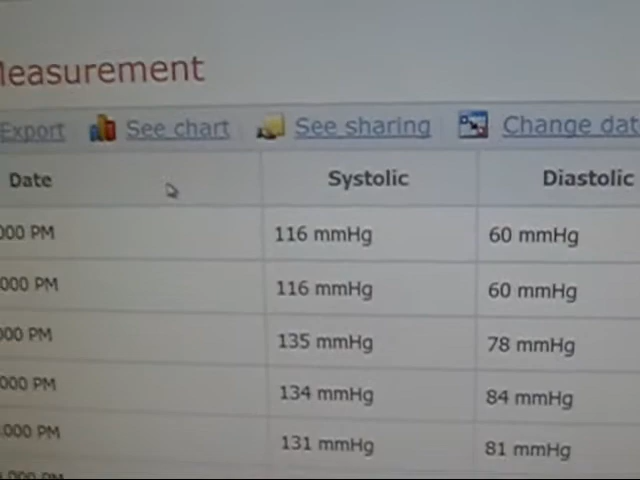 Measurement
Export See chart See sharing Change dat
Date Systolic Diastolic
000 PM 116 mmHg 60 mmHg
000 PM 116 mmHg 60 mmHg
000 PM 135 mmHg 78 mmHg
000 PM 134 mmHg 84 mmHg
.000 PM 131 mmHg 81 mmHg